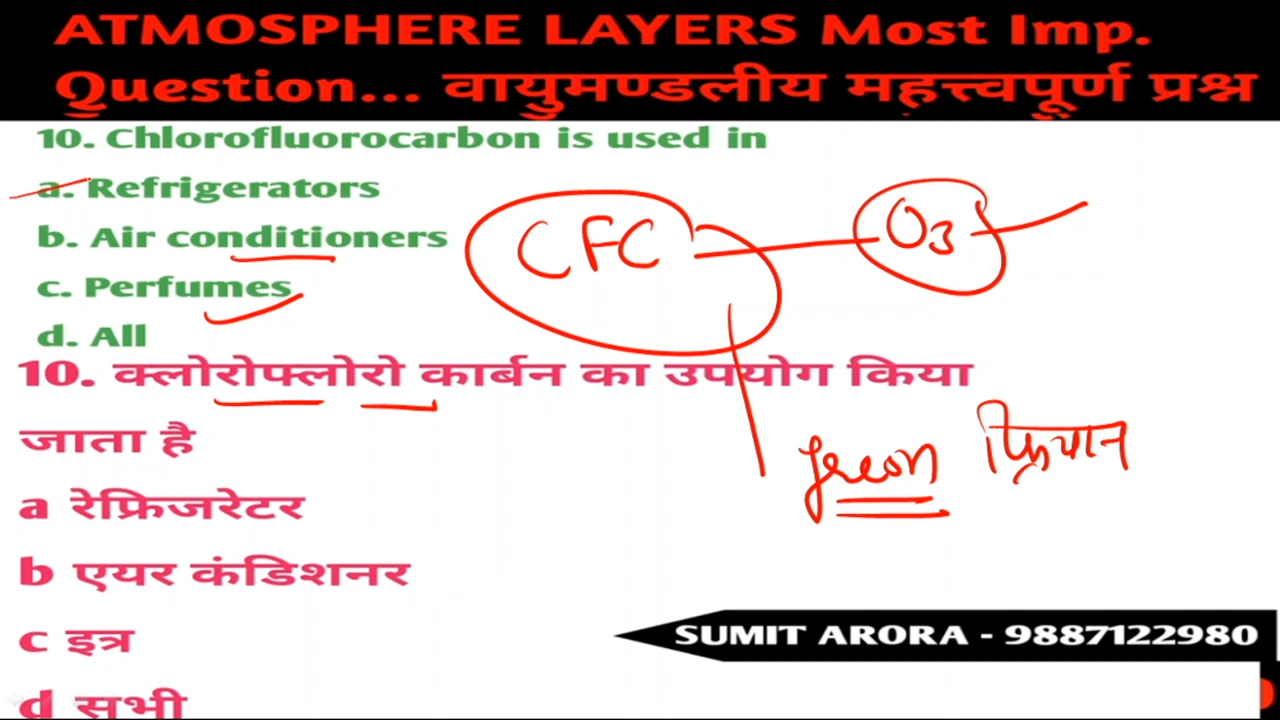 ATMOSPHERE LAYERS Most Imp.
Question... वायुमण्डलीय महत्त्वपूर्ण प्रश्न
10. Chlorofluorocarbon is used in
a. Refrigerators
b. Air conditioners
c. Perfumes
d. All
CFC
O3
10. क्लोरोफ्लोरो कार्बन का उपयोग किया
जाता है
freon फ्रियान
a रेफ्रिजरेटर
b एयर कंडिशनर
c इत्र
d सभी
SUMIT ARORA - 9887122980